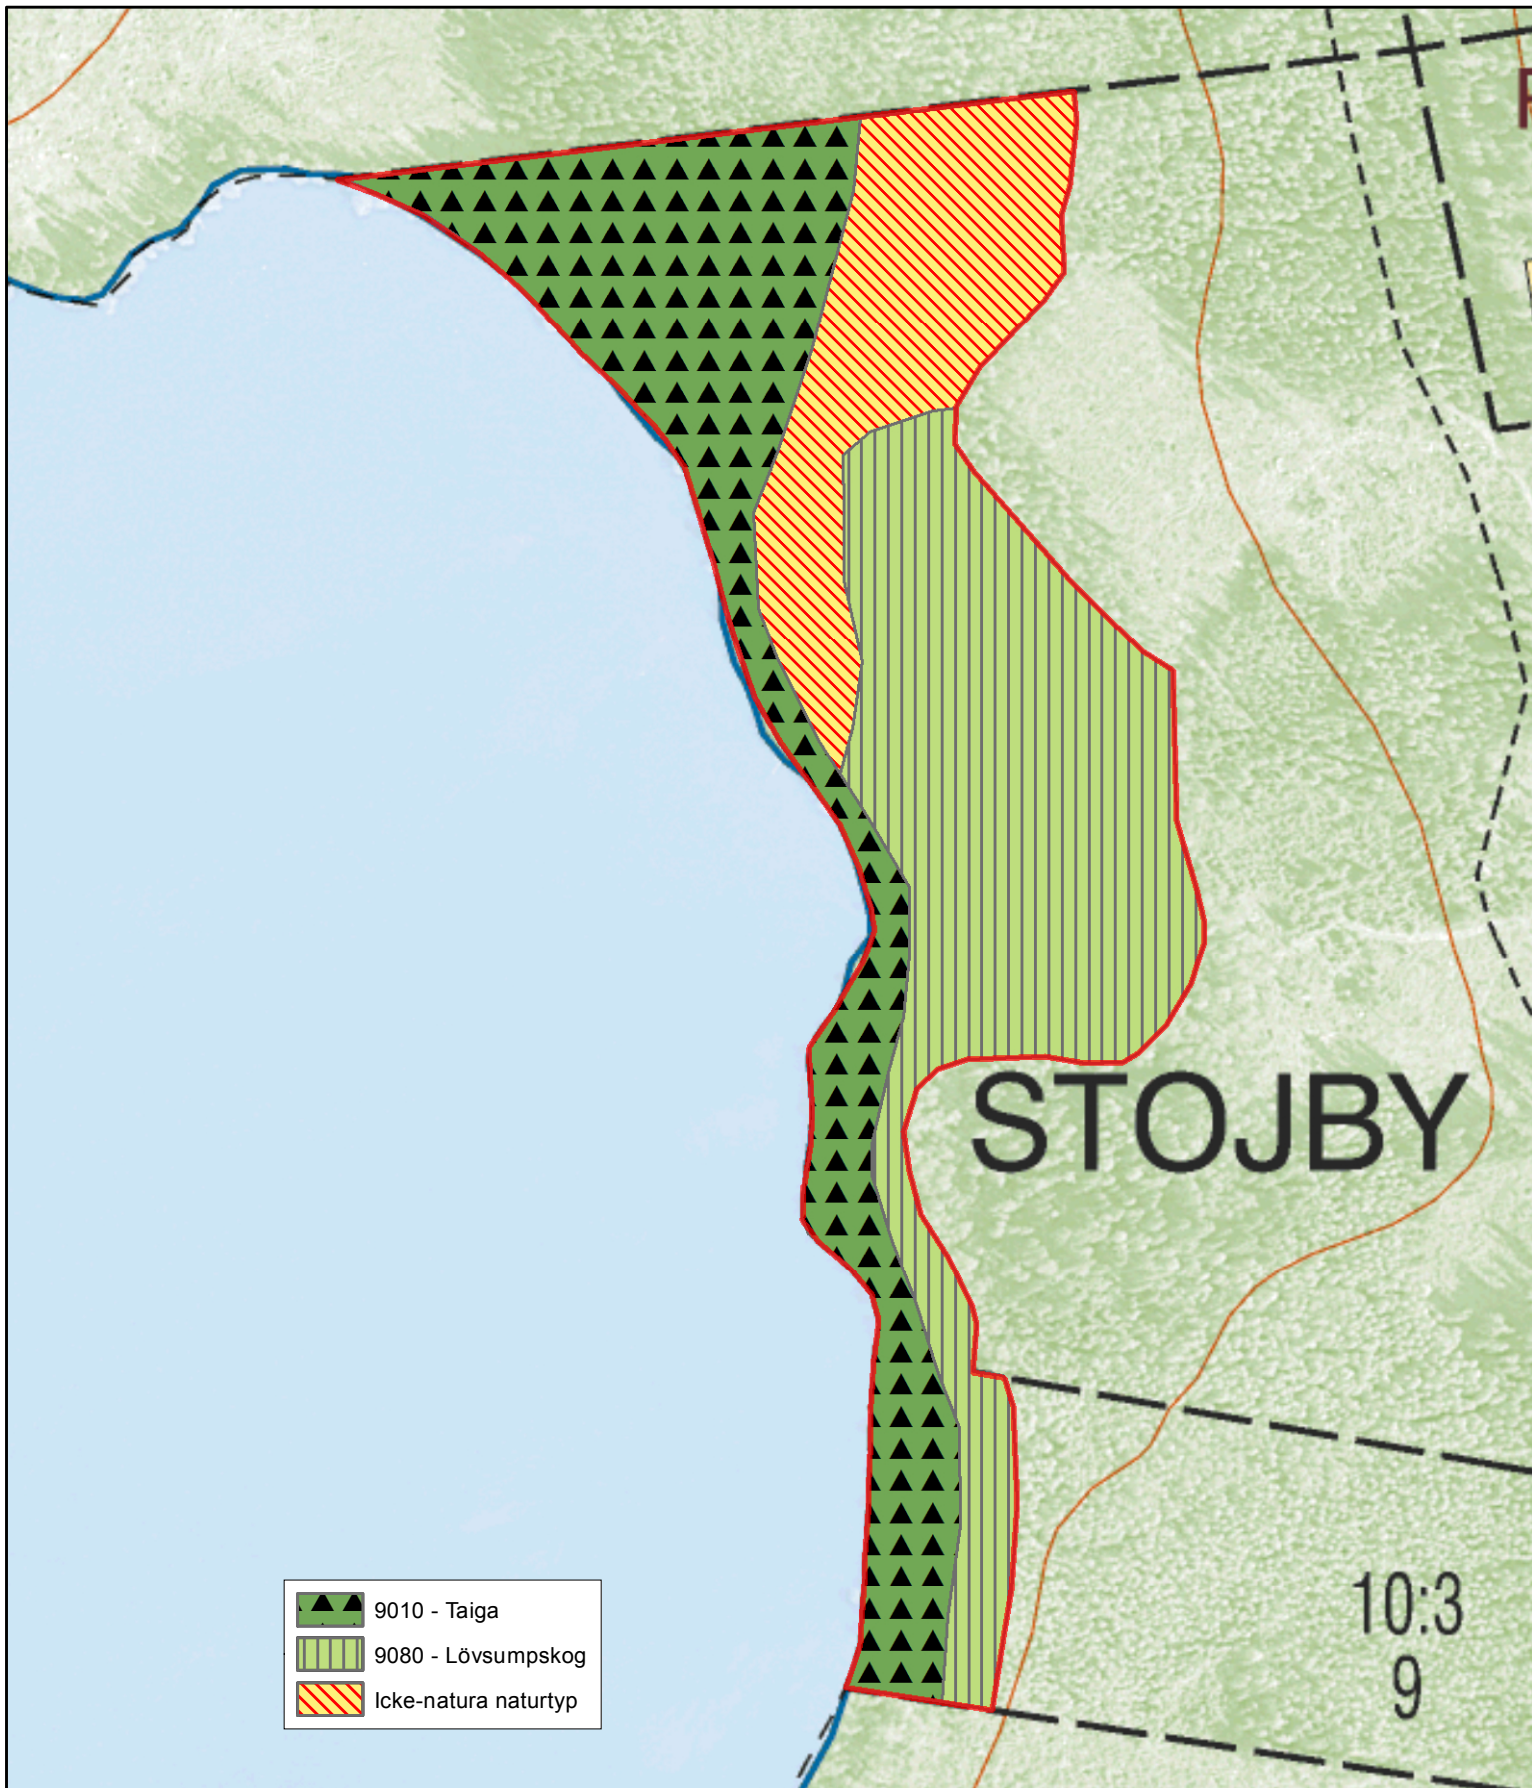 STOJBY
10:3
9
9010 - Taiga
9080 - Lövsumpskog
Icke-natura naturtyp